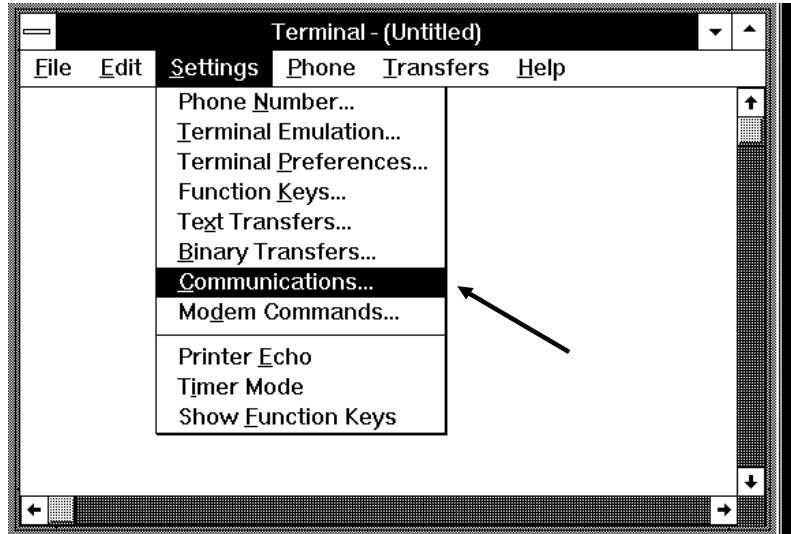 Terminal - (Untitled)
File Edit Settings Phone Transfers Help
Phone Number...
Terminal Emulation...
Terminal Preferences...
Function Keys...
Text Transfers...
Binary Transfers...
Communications...
Modem Commands...
Printer Echo
Timer Mode
Show Function Keys